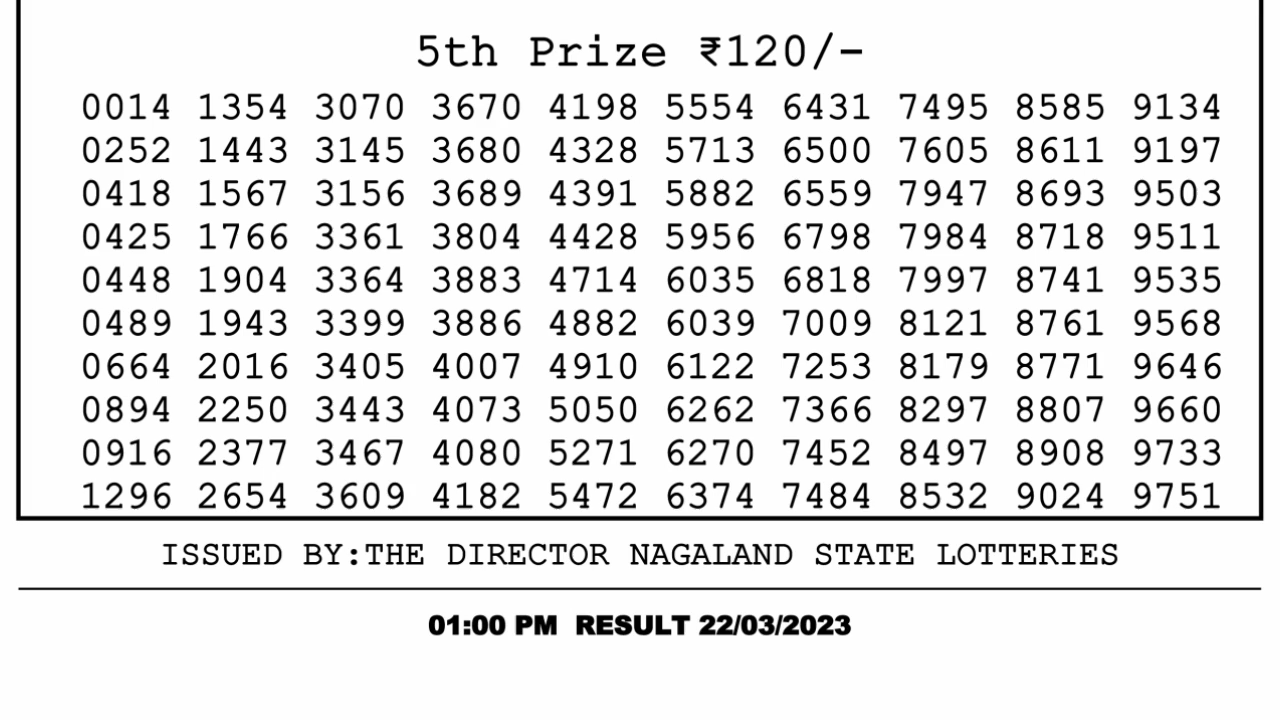 5th Prize ₹120/-
0014 1354 3070 3670 4198 5554 6431 7495 8585 9134
0252 1443 3145 3680 4328 5713 6500 7605 8611 9197
0418 1567 3156 3689 4391 5882 6559 7947 8693 9503
0425 1766 3361 3804 4428 5956 6798 7984 8718 9511
0448 1904 3364 3883 4714 6035 6818 7997 8741 9535
0489 1943 3399 3886 4882 6039 7009 8121 8761 9568
0664 2016 3405 4007 4910 6122 7253 8179 8771 9646
0894 2250 3443 4073 5050 6262 7366 8297 8807 9660
0916 2377 3467 4080 5271 6270 7452 8497 8908 9733
1296 2654 3609 4182 5472 6374 7484 8532 9024 9751
ISSUED BY:THE DIRECTOR NAGALAND STATE LOTTERIES
01:00 PM RESULT 22/03/2023